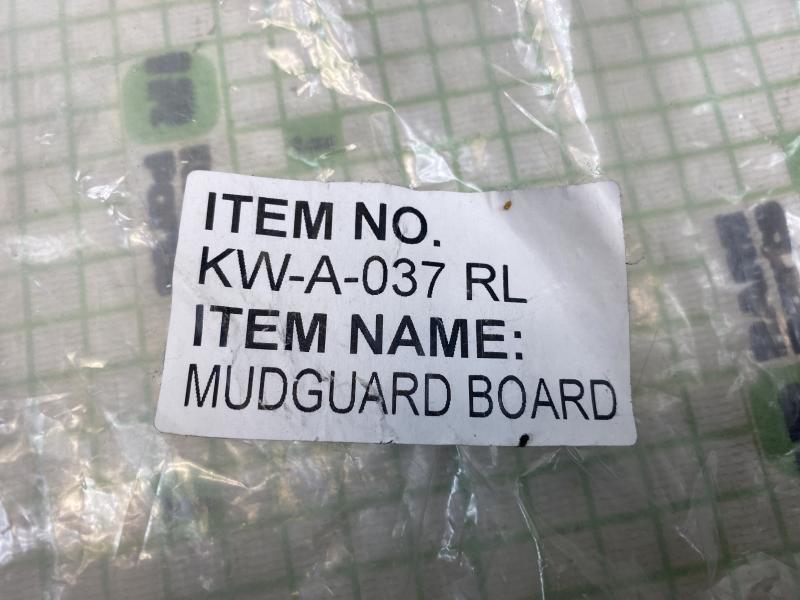 ITEM NO.
KW-A-037 RL
ITEM NAME:
MUDGUARD BOARD